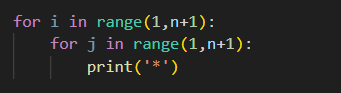 for i in range(1,n+1):
    for j in range(1,n+1):
        print('*')